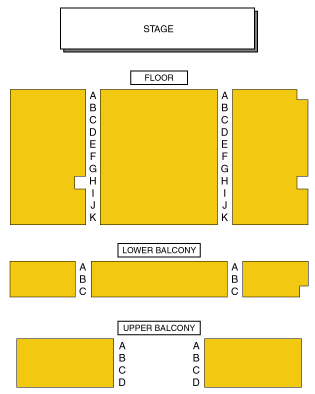 STAGE
FLOOR
A A
B B
C C
D D
E E
F F
G G
H H
I I
J J
K K
LOWER BALCONY
A A
B B
C C
UPPER BALCONY
A A
B B
C C
D D